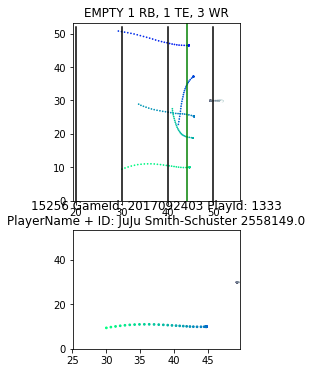 EMPTY 1 RB, 1 TE, 3 WR
50
40
30
20
10
0
20 30 40 50
15256 GameId: 2017092403 PlayId: 1333
PlayerName + ID: JuJu Smith-Schuster 2558149.0
40
20
0
25 30 35 40 45